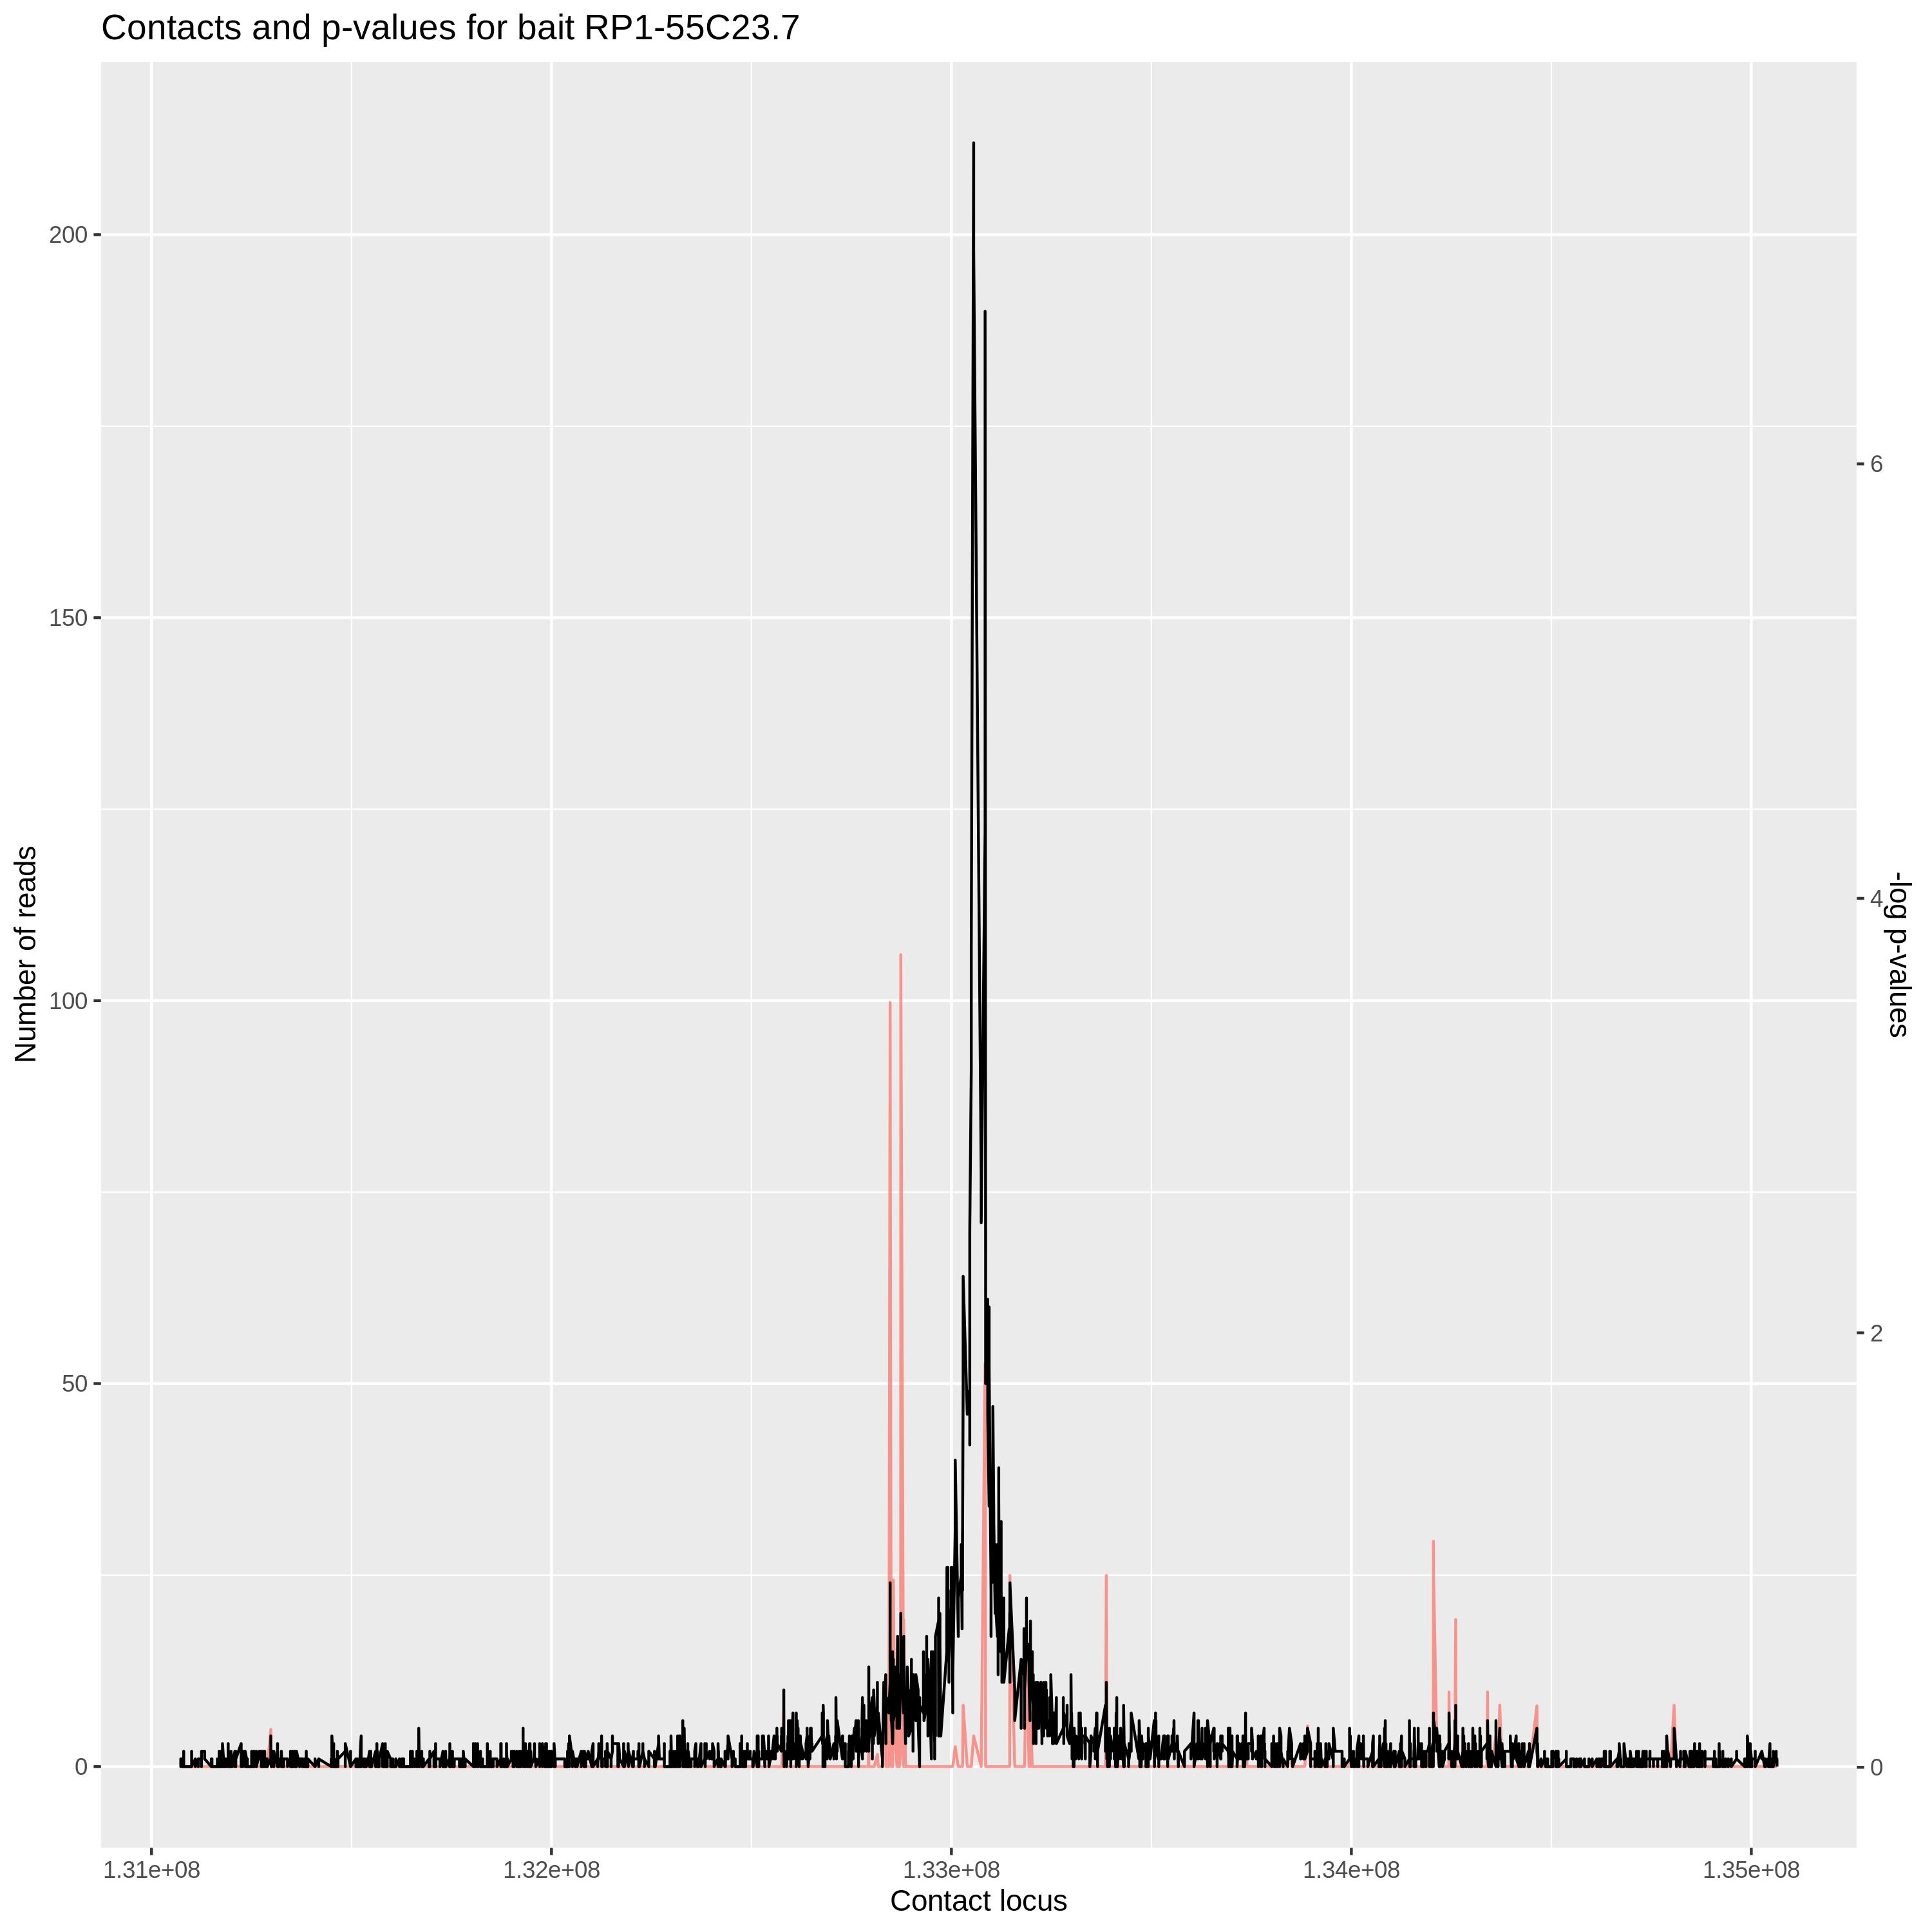 Contacts and p-values for bait RP1-55C23.7
200
150
100
50
0
Number of reads
6
4
2
0
-log p-values
1.31e+08 1.32e+08 1.33e+08 1.34e+08 1.35e+08
Contact locus